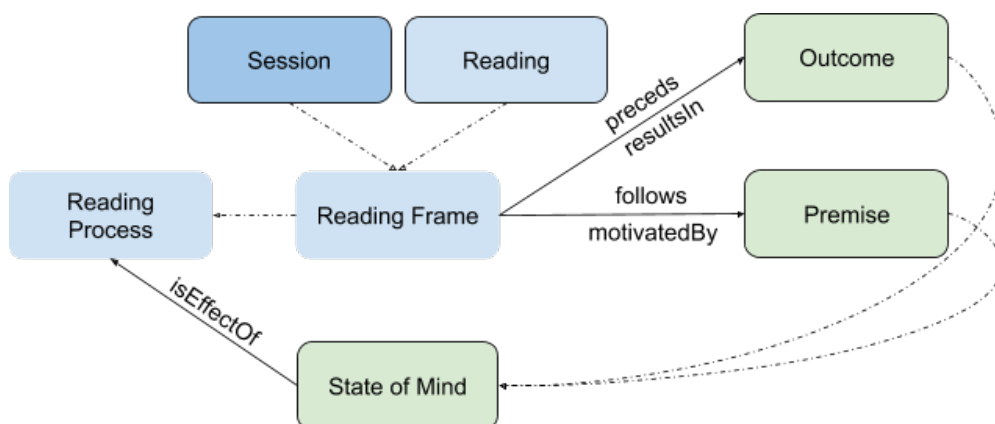 Session
Reading
Outcome
preceds
resultsIn
Reading
Process
Reading Frame
follows
motivatedBy
Premise
isEffectOf
State of Mind